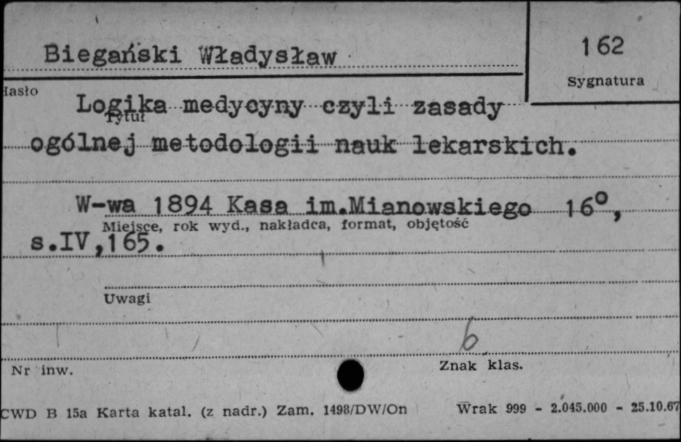 Biegański Władysław
162
Sygnatura
Hasło
Logika medycyny czyli zasady
Tytuł
ogólnej metodologii nauk lekarskich.
W-wa 1894 Kasa im.Mianowskiego 16°,
Miejsce, rok wyd., nakładca, format, objętość
s.IV,165.
Uwagi
6
Nr inw.
Znak klas.
CWD B 15a Karta katal. (z nadr.) Zam. 1498/DW/On Wrak 999 - 2.045.000 - 25.10.67